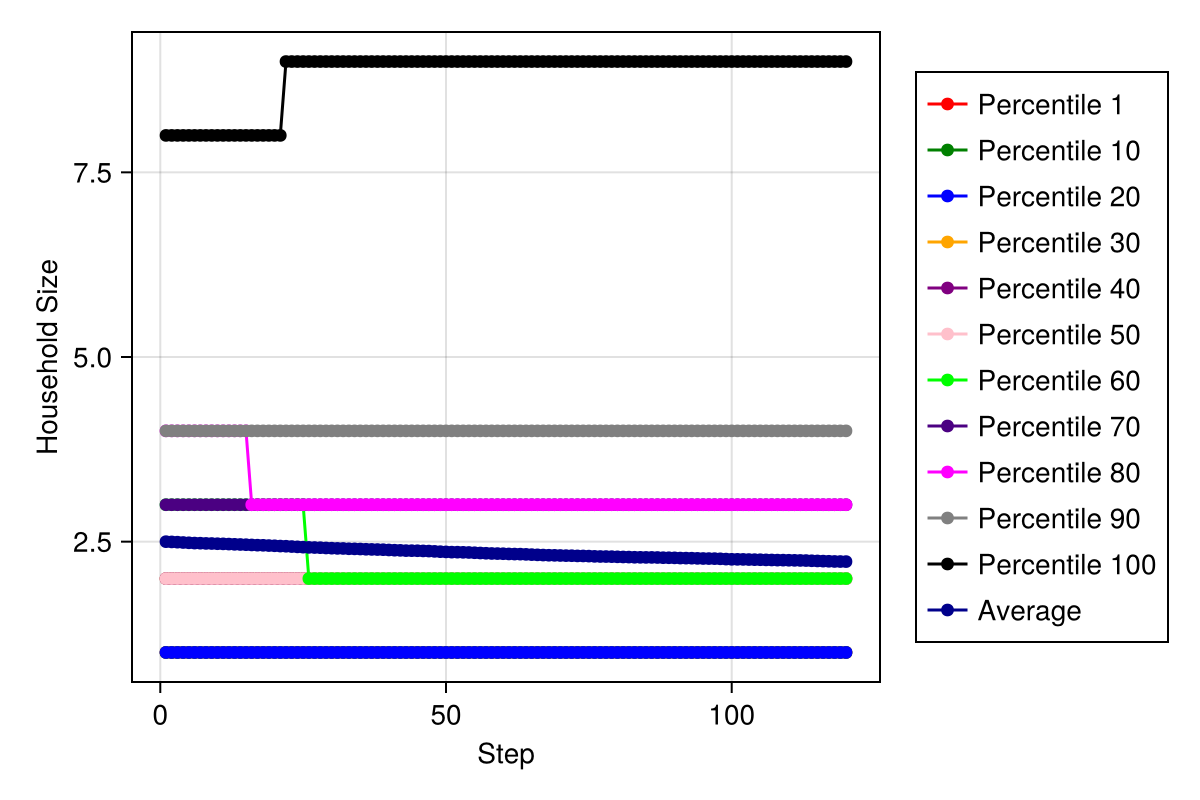 7.5
5.0
2.5
Household Size
0
50
100
Step
Percentile 1
Percentile 10
Percentile 20
Percentile 30
Percentile 40
Percentile 50
Percentile 60
Percentile 70
Percentile 80
Percentile 90
Percentile 100
Average